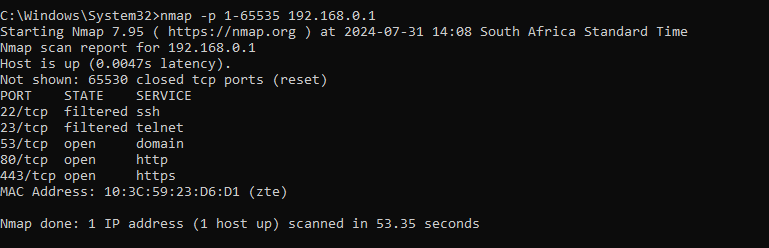 C:\Windows\System32>nmap -p 1-65535 192.168.0.1
Starting Nmap 7.95 ( https://nmap.org ) at 2024-07-31 14:08 South Africa Standard Time
Nmap scan report for 192.168.0.1
Host is up (0.0047s latency).
Not shown: 65530 closed tcp ports (reset)
PORT    STATE    SERVICE
22/tcp  filtered ssh
23/tcp  filtered telnet
53/tcp  open     domain
80/tcp  open     http
443/tcp open     https
MAC Address: 10:3C:59:23:D6:D1 (zte)
Nmap done: 1 IP address (1 host up) scanned in 53.35 seconds